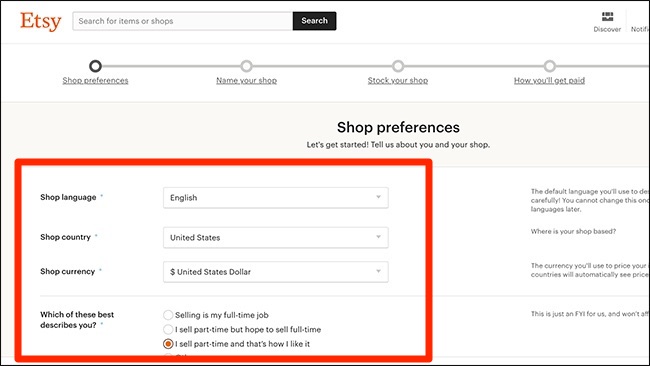 Etsy
Search for items or shops
Search
Discover
Shop preferences
Name your shop
Stock your shop
How you'll get paid
Shop preferences
Let's get started! Tell us about you and your shop.
Shop language *
English
The default language you'll use to
carefully! You cannot change this
languages later.
Shop country *
United States
Where is your shop based?
Shop currency *
$ United States Dollar
The currency you'll use to price your
countries will automatically see
Which of these best
describes you? *
Selling is my full-time job
I sell part-time but hope to sell full-time
I sell part-time and that's how I like it
This is just an FYI for us, and won't